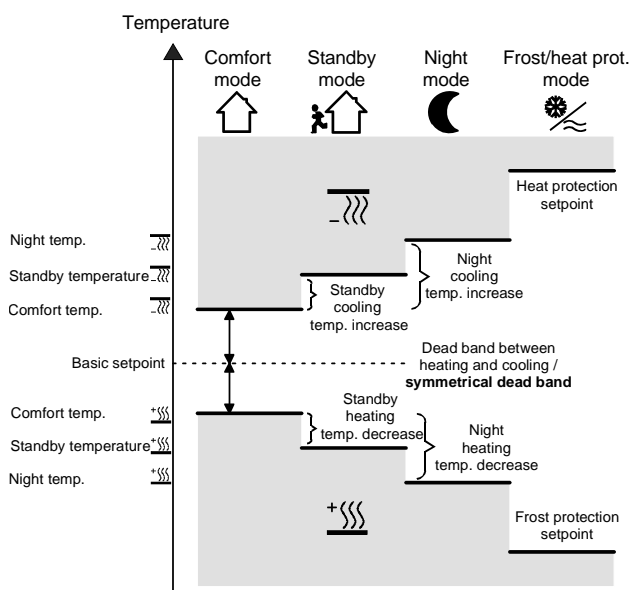 Temperature
Comfort
mode
Standby
mode
Night
mode
Frost/heat prot.
mode
Heat protection
setpoint
Night temp.
Standby temperature
Comfort temp.
Standby
cooling
temp. increase
Night
cooling
temp. increase
Basic setpoint
Dead band between
heating and cooling /
symmetrical dead band
Comfort temp.
Standby temperature
Night temp.
Standby
heating
temp. decrease
Night
heating
temp. decrease
Frost protection
setpoint